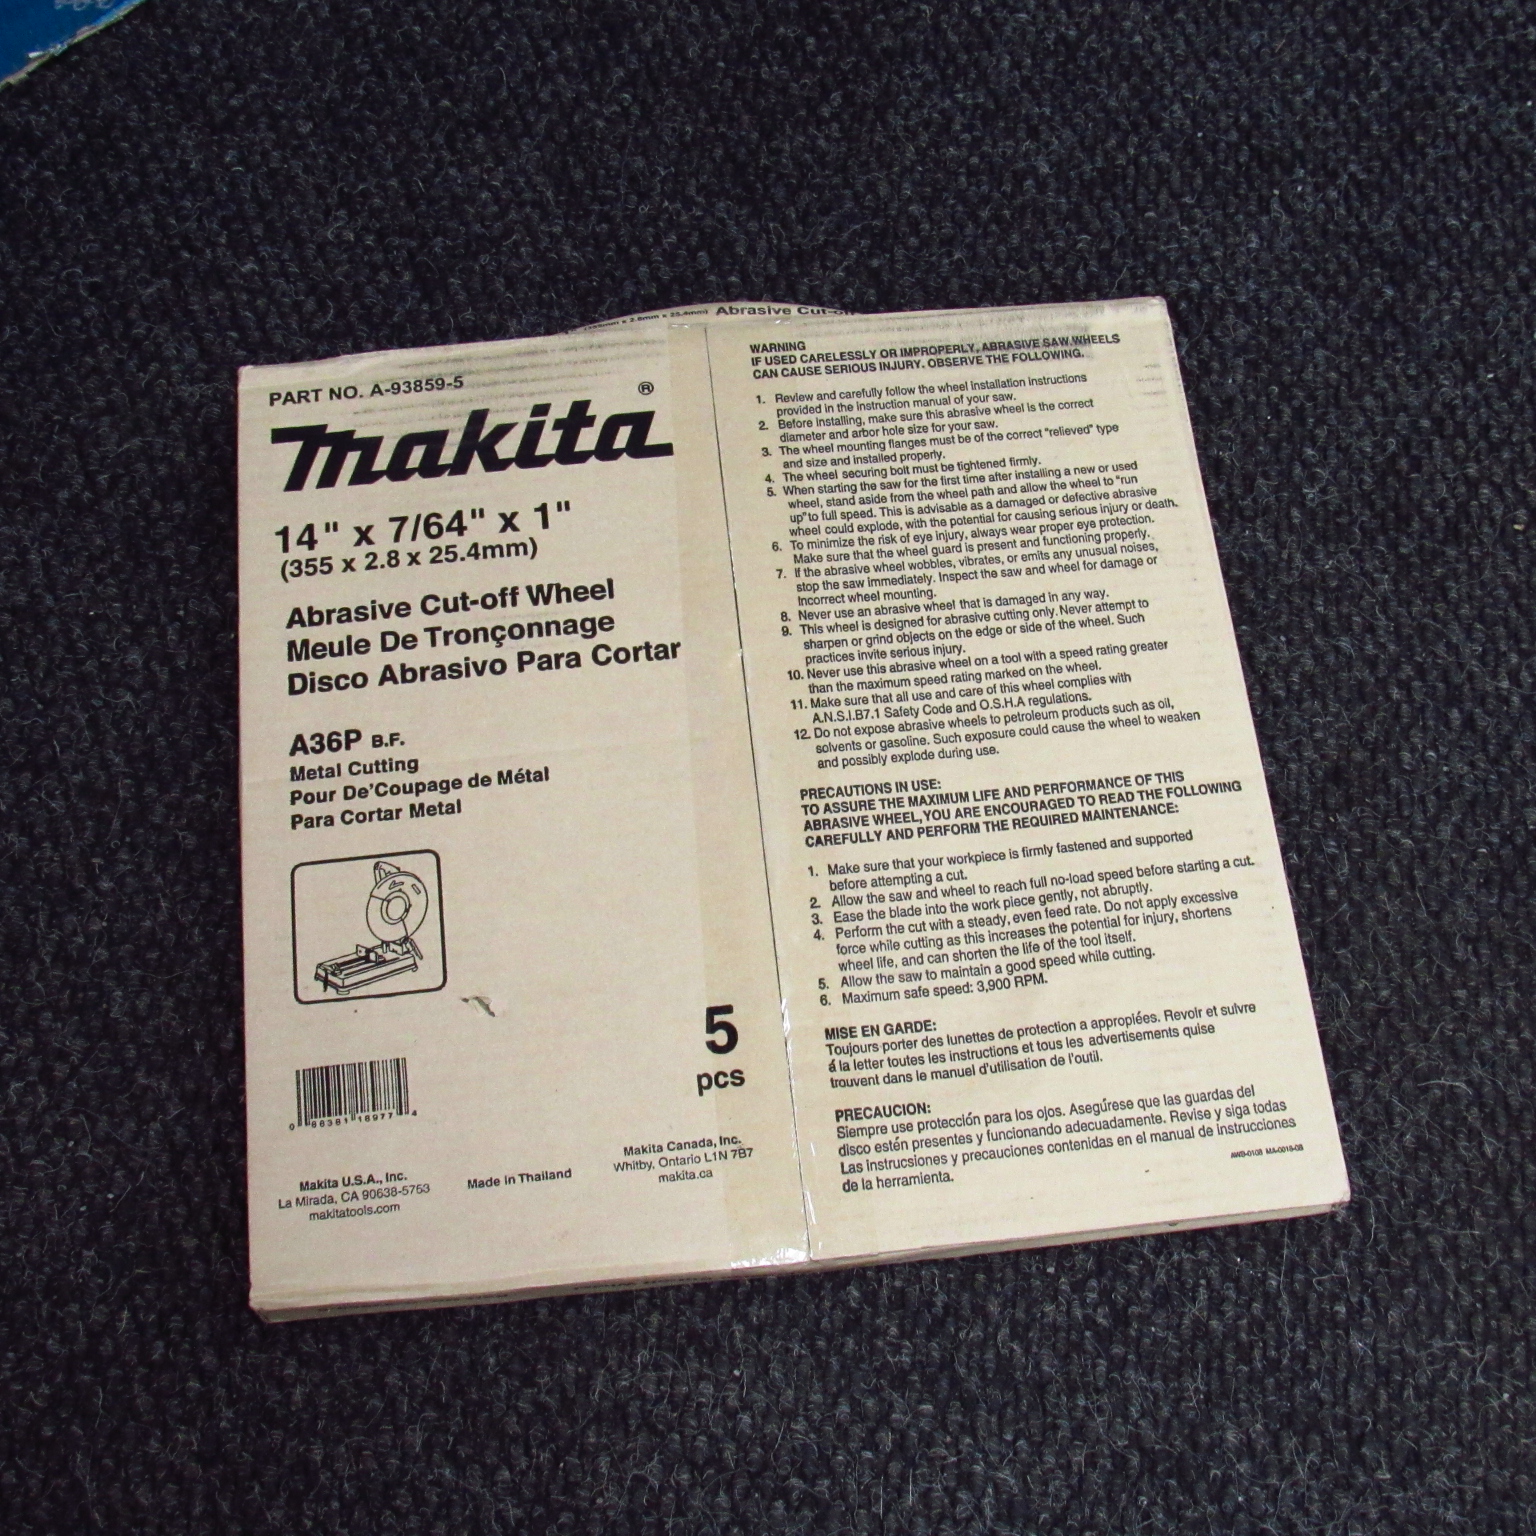 Abrasive Cut-off
PART NO. A-93859-5
makita®
14" x 7/64" x 1"
(355 x 2.8 x 25.4mm)
Abrasive Cut-off Wheel
Meule De Tronçonnage
Disco Abrasivo Para Cortar
A36P B.F.
Metal Cutting
Pour De'Coupage de Métal
Para Cortar Metal
5
pcs
0 88381 18977 4
Makita U.S.A., Inc.
La Mirada, CA 90638-5763
makitatools.com
Made in Thailand
Makita Canada, Inc.
Whitby, Ontario L1N 7B7
makita.ca
WARNING
IF USED CARELESSLY OR IMPROPERLY, ABRASIVE SAW WHEELS
CAN CAUSE SERIOUS INJURY. OBSERVE THE FOLLOWING.
1. Review and carefully follow the wheel installation instructions
provided in the instruction manual of your saw.
2. Before installing, make sure this abrasive wheel is the correct
diameter and arbor hole size for your saw.
3. The wheel mounting flanges must be of the correct "relieved" type
and size and installed properly.
4. The wheel securing bolt must be tightened firmly.
5. When starting the saw for the first time after installing a new or used
wheel, stand aside from the wheel path and allow the wheel to "run
up" to full speed. This is advisable as a damaged or defective abrasive
wheel could explode, with the potential for causing serious injury or death.
6. To minimize the risk of eye injury, always wear proper eye protection.
Make sure that the wheel guard is present and functioning properly.
7. If the abrasive wheel wobbles, vibrates, or emits any unusual noises,
stop the saw immediately. Inspect the saw and wheel for damage or
Incorrect wheel mounting.
8. Never use an abrasive wheel that is damaged in any way.
9. This wheel is designed for abrasive cutting only. Never attempt to
sharpen or grind objects on the edge or side of the wheel. Such
practices invite serious injury.
10. Never use this abrasive wheel on a tool with a speed rating greater
than the maximum speed rating marked on the wheel.
11. Make sure that all use and care of this wheel complies with
A.N.S.I.B7.1 Safety Code and O.S.H.A regulations.
12. Do not expose abrasive wheels to petroleum products such as oil,
solvents or gasoline. Such exposure could cause the wheel to weaken
and possibly explode during use.
PRECAUTIONS IN USE:
TO ASSURE THE MAXIMUM LIFE AND PERFORMANCE OF THIS
ABRASIVE WHEEL, YOU ARE ENCOURAGED TO READ THE FOLLOWING
CAREFULLY AND PERFORM THE REQUIRED MAINTENANCE:
1. Make sure that your workpiece is firmly fastened and supported
before attempting a cut.
2. Allow the saw and wheel to reach full no-load speed before starting a cut.
3. Ease the blade into the work piece gently, not abruptly.
4. Perform the cut with a steady, even feed rate. Do not apply excessive
force while cutting as this increases the potential for injury, shortens
wheel life, and can shorten the life of the tool itself.
5. Allow the saw to maintain a good speed while cutting.
6. Maximum safe speed: 3,900 RPM.
MISE EN GARDE:
Toujours porter des lunettes de protection a appropiées. Revoir et suivre
á la letter toutes les instructions et tous les advertisements quise
trouvent dans le manuel d'utilisation de l'outil.
PRECAUCION:
Siempre use protección para los ojos. Asegúrese que las guardas del
disco estén presentes y funcionando adecuadamente. Revise y siga todas
Las instrucsiones y precauciones contenidas en el manual de instrucciones
de la herramienta.
AWB-0108 MA-0018-08